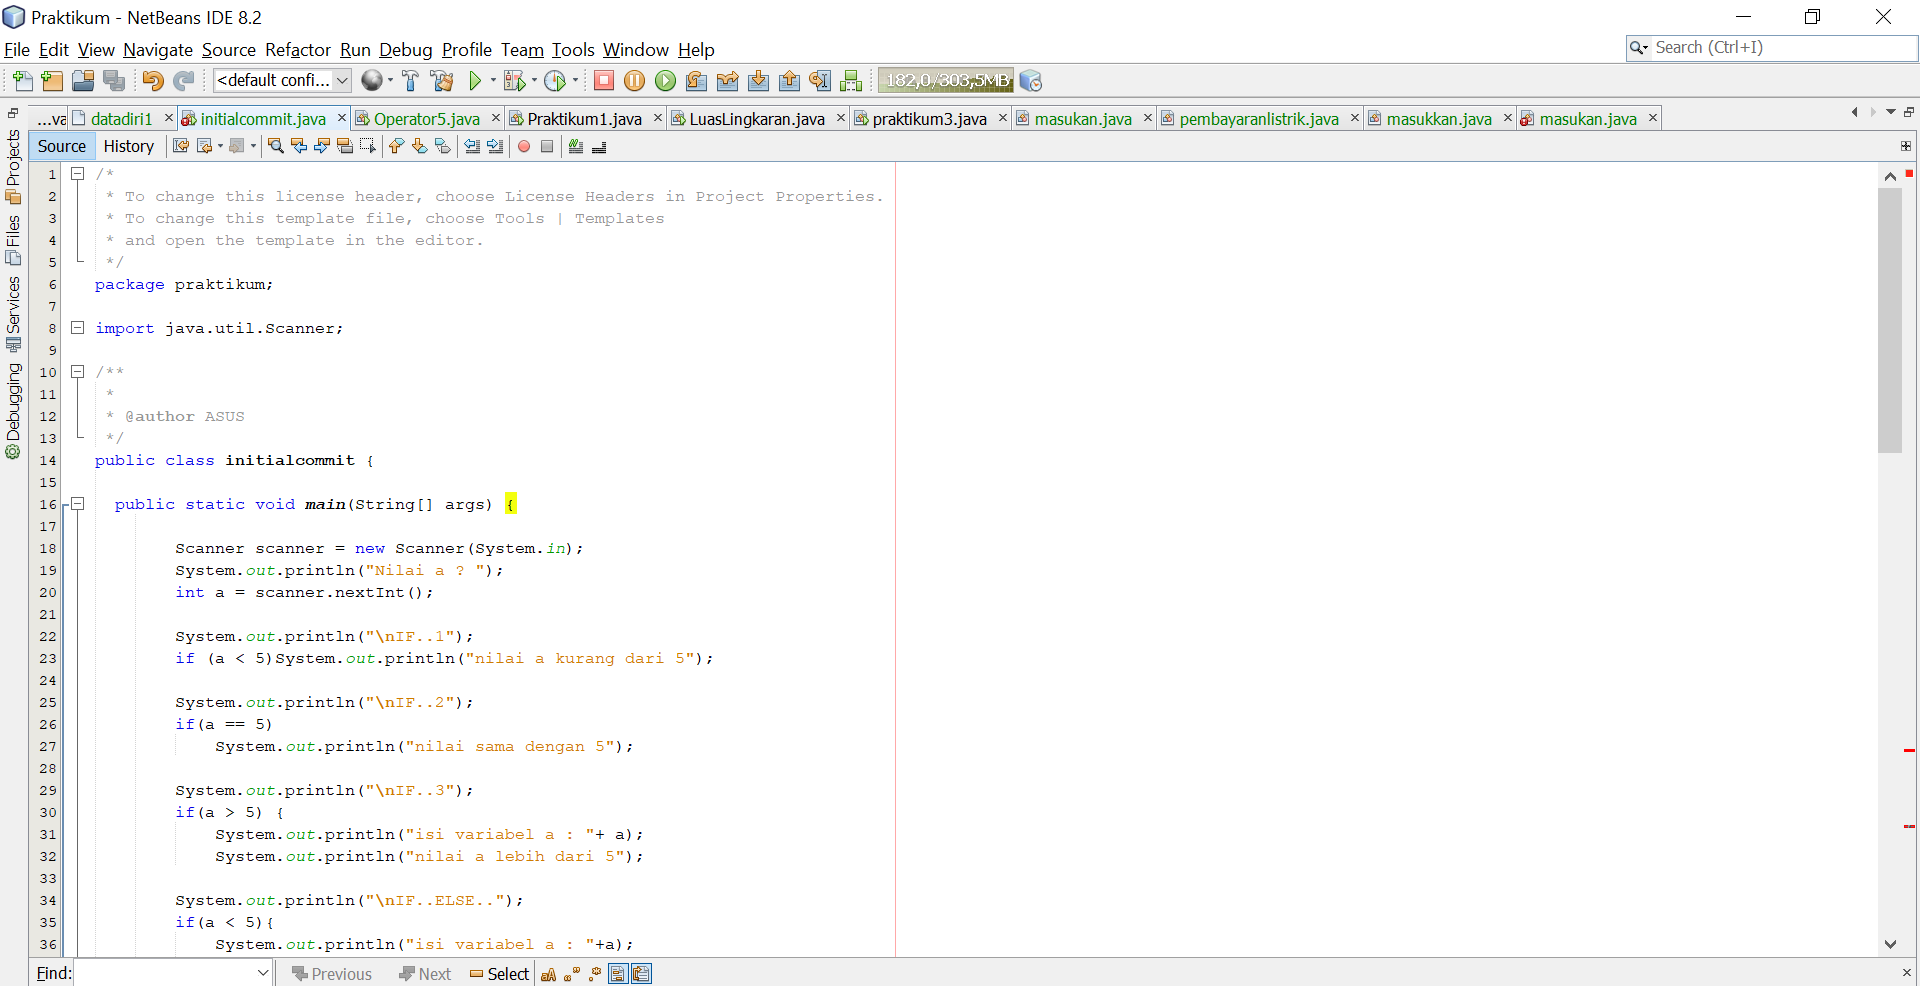 Praktikum - NetBeans IDE 8.2
File Edit View Navigate Source Refactor Run Debug Profile Team Tools Window Help
Search (Ctrl+I)
<default confi...
182,0/303,5MB
...va datadiri1 initialcommit.java Operator5.java Praktikum1.java LuasLingkaran.java praktikum3.java masukan.java pembayaranlistrik.java masukkan.java masukan.java
Source History
Projects
Files
Services
Debugging
1 /*
2 * To change this license header, choose License Headers in Project Properties.
3 * To change this template file, choose Tools | Templates
4 * and open the template in the editor.
5 */
6 package praktikum;
7
8 import java.util.Scanner;
9
10 /**
11 *
12 * @author ASUS
13 */
14 public class initialcommit {
15
16 public static void main(String[] args) {
17
18 Scanner scanner = new Scanner(System.in);
19 System.out.println("Nilai a ? ");
20 int a = scanner.nextInt();
21
22 System.out.println("\nIF..1");
23 if (a < 5)System.out.println("nilai a kurang dari 5");
24
25 System.out.println("\nIF..2");
26 if(a == 5)
27 System.out.println("nilai sama dengan 5");
28
29 System.out.println("\nIF..3");
30 if(a > 5) {
31 System.out.println("isi variabel a : "+ a);
32 System.out.println("nilai a lebih dari 5");
33
34 System.out.println("\nIF..ELSE..");
35 if(a < 5){
36 System.out.println("isi variabel a : "+a);
Find: Previous Next Select